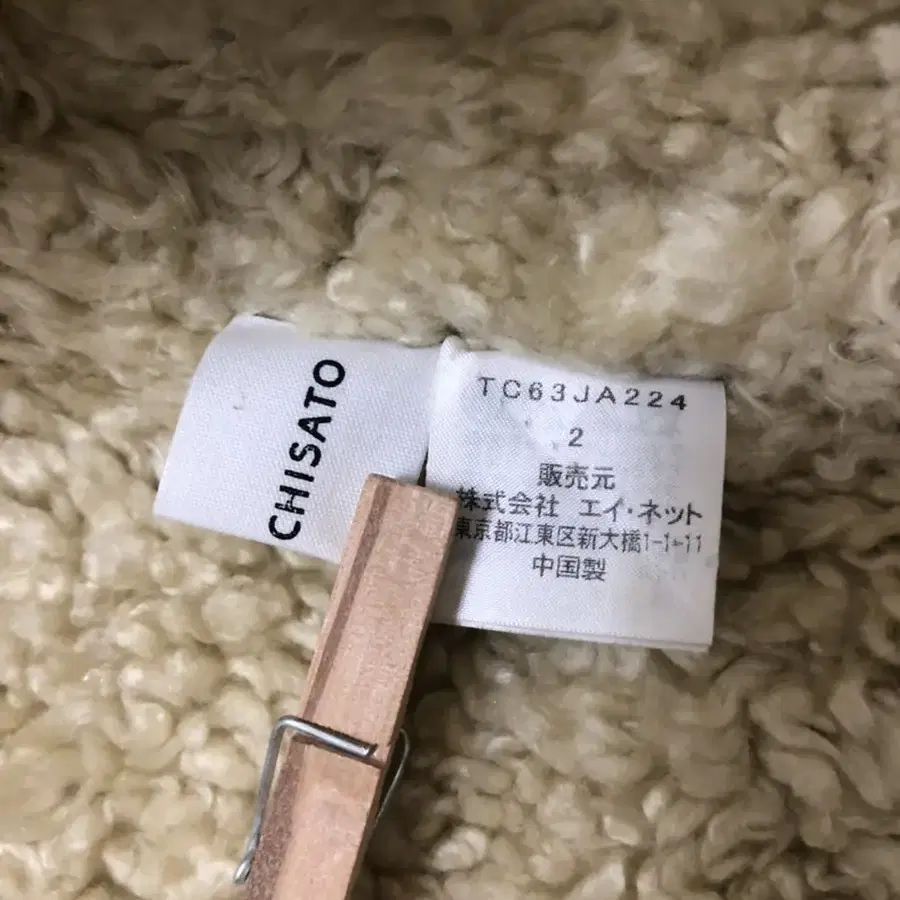 CHISATO
TC63JA224
2
販売元
株式会社 エイ・ネット
東京都江東区新大橋1-1-11
中国製